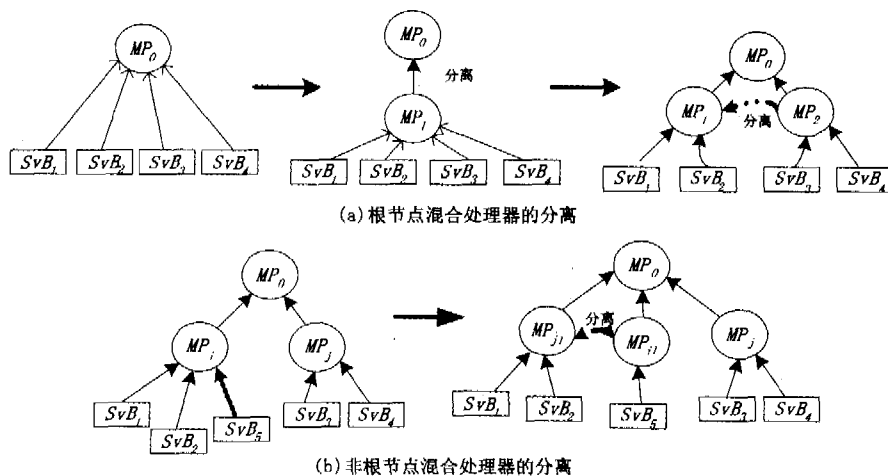 MP₀
MP₀
分离
MP₁
SvB₁ SvB₂ SvB₃ SvB₄
MP₀
MP₁ 分离 MP₂
SvB₁ SvB₂ SvB₃ SvB₄
SvB₁ SvB₂ SvB₃ SvB₄
(a)根节点混合处理器的分离
MP₀
MPᵢ MPⱼ
SvB₁ SvB₂ SvB₅ SvB₃ SvB₄
MP₀
分离
MPⱼ₁ MPᵢ₁ MPⱼ
SvB₁ SvB₂ SvB₅ SvB₃ SvB₄
(b)非根节点混合处理器的分离